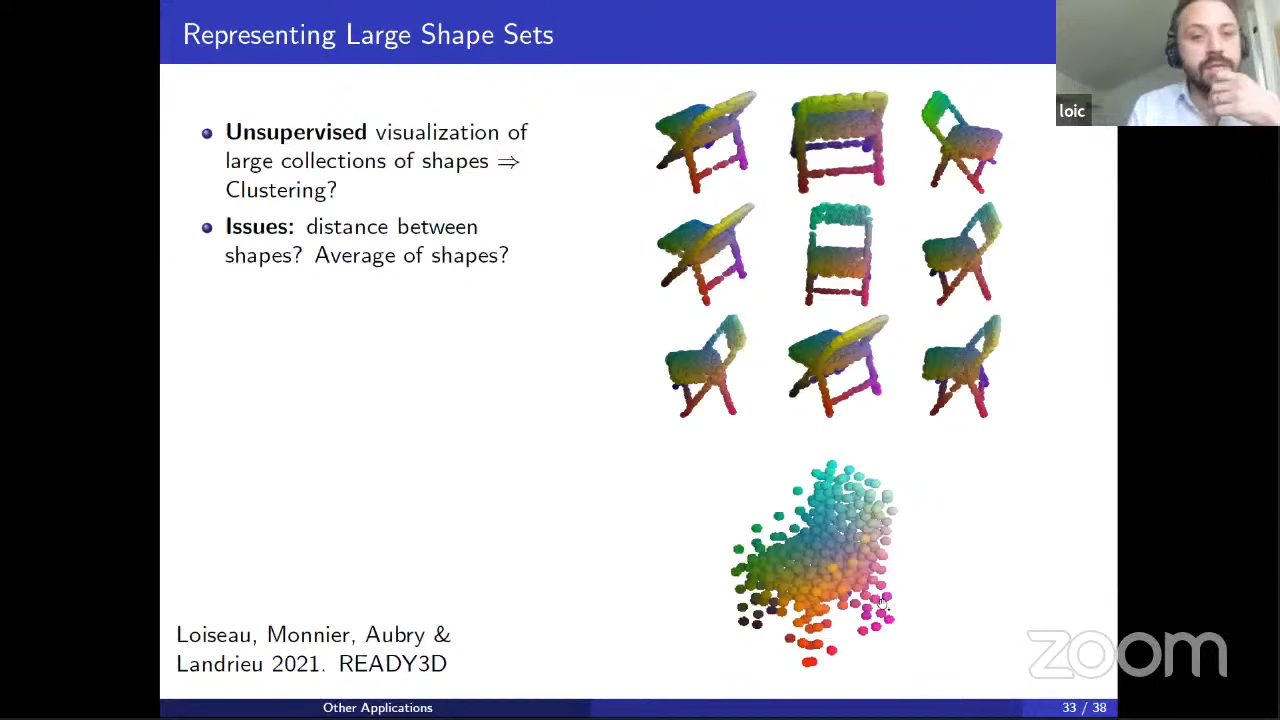 Representing Large Shape Sets
loic
Unsupervised visualization of
large collections of shapes ⇒
Clustering?
Issues: distance between
shapes? Average of shapes?
Loiseau, Monnier, Aubry &
Landrieu 2021. READY3D
zoom
Other Applications
33 / 38